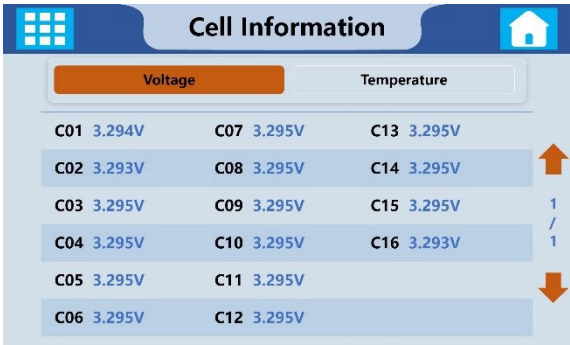 Cell Information
Voltage Temperature
C01 3.294V C07 3.295V C13 3.295V
C02 3.293V C08 3.295V C14 3.295V
C03 3.295V C09 3.295V C15 3.295V
C04 3.295V C10 3.295V C16 3.293V
C05 3.295V C11 3.295V
C06 3.295V C12 3.295V
1
/
1